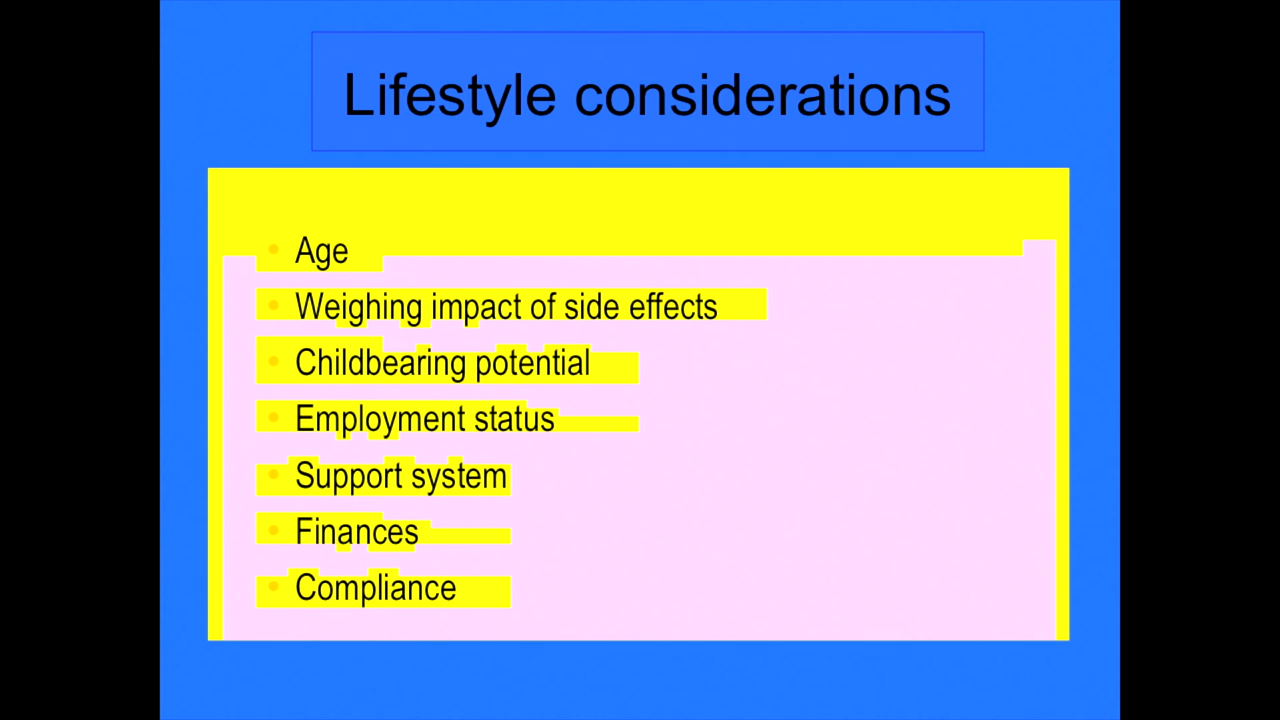 Lifestyle considerations
• Age
• Weighing impact of side effects
• Childbearing potential
• Employment status
• Support system
• Finances
• Compliance